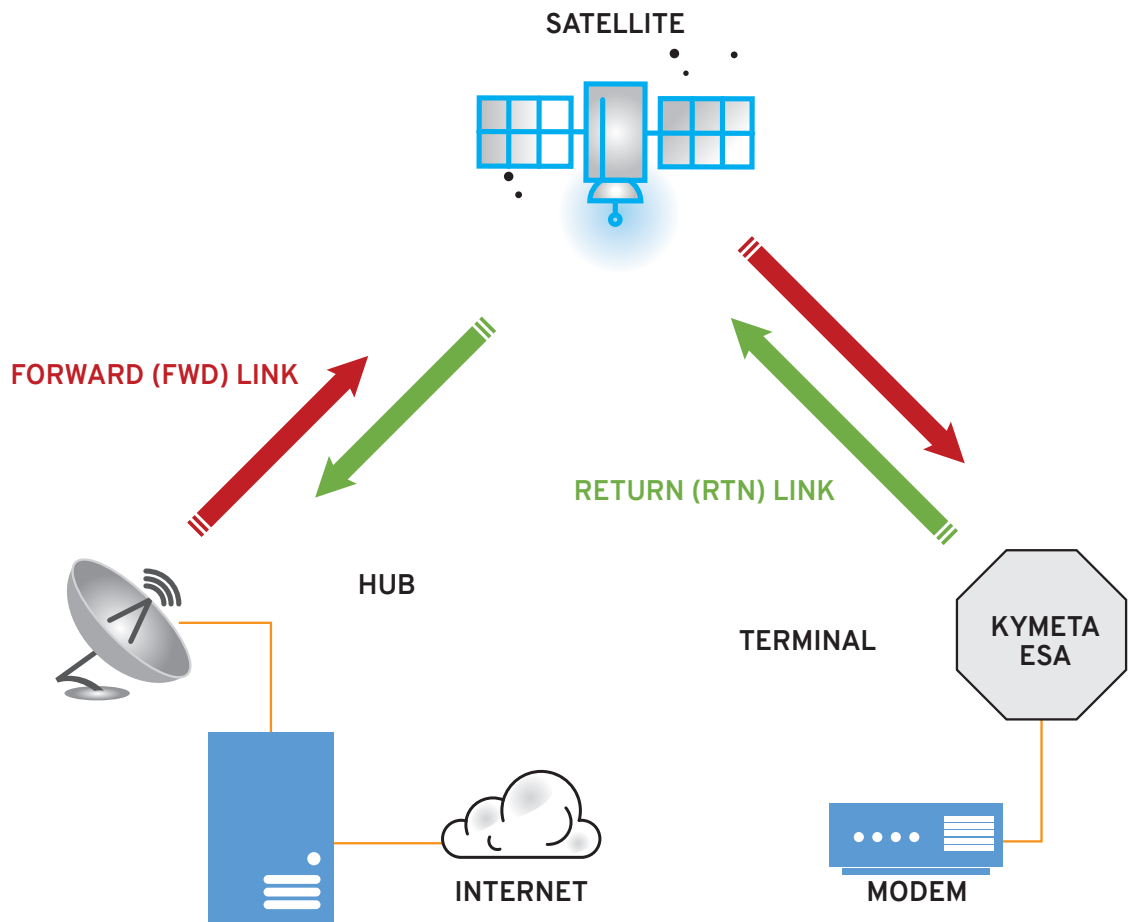 SATELLITE
FORWARD (FWD) LINK
RETURN (RTN) LINK
HUB
TERMINAL
KYMETA
ESA
INTERNET
MODEM